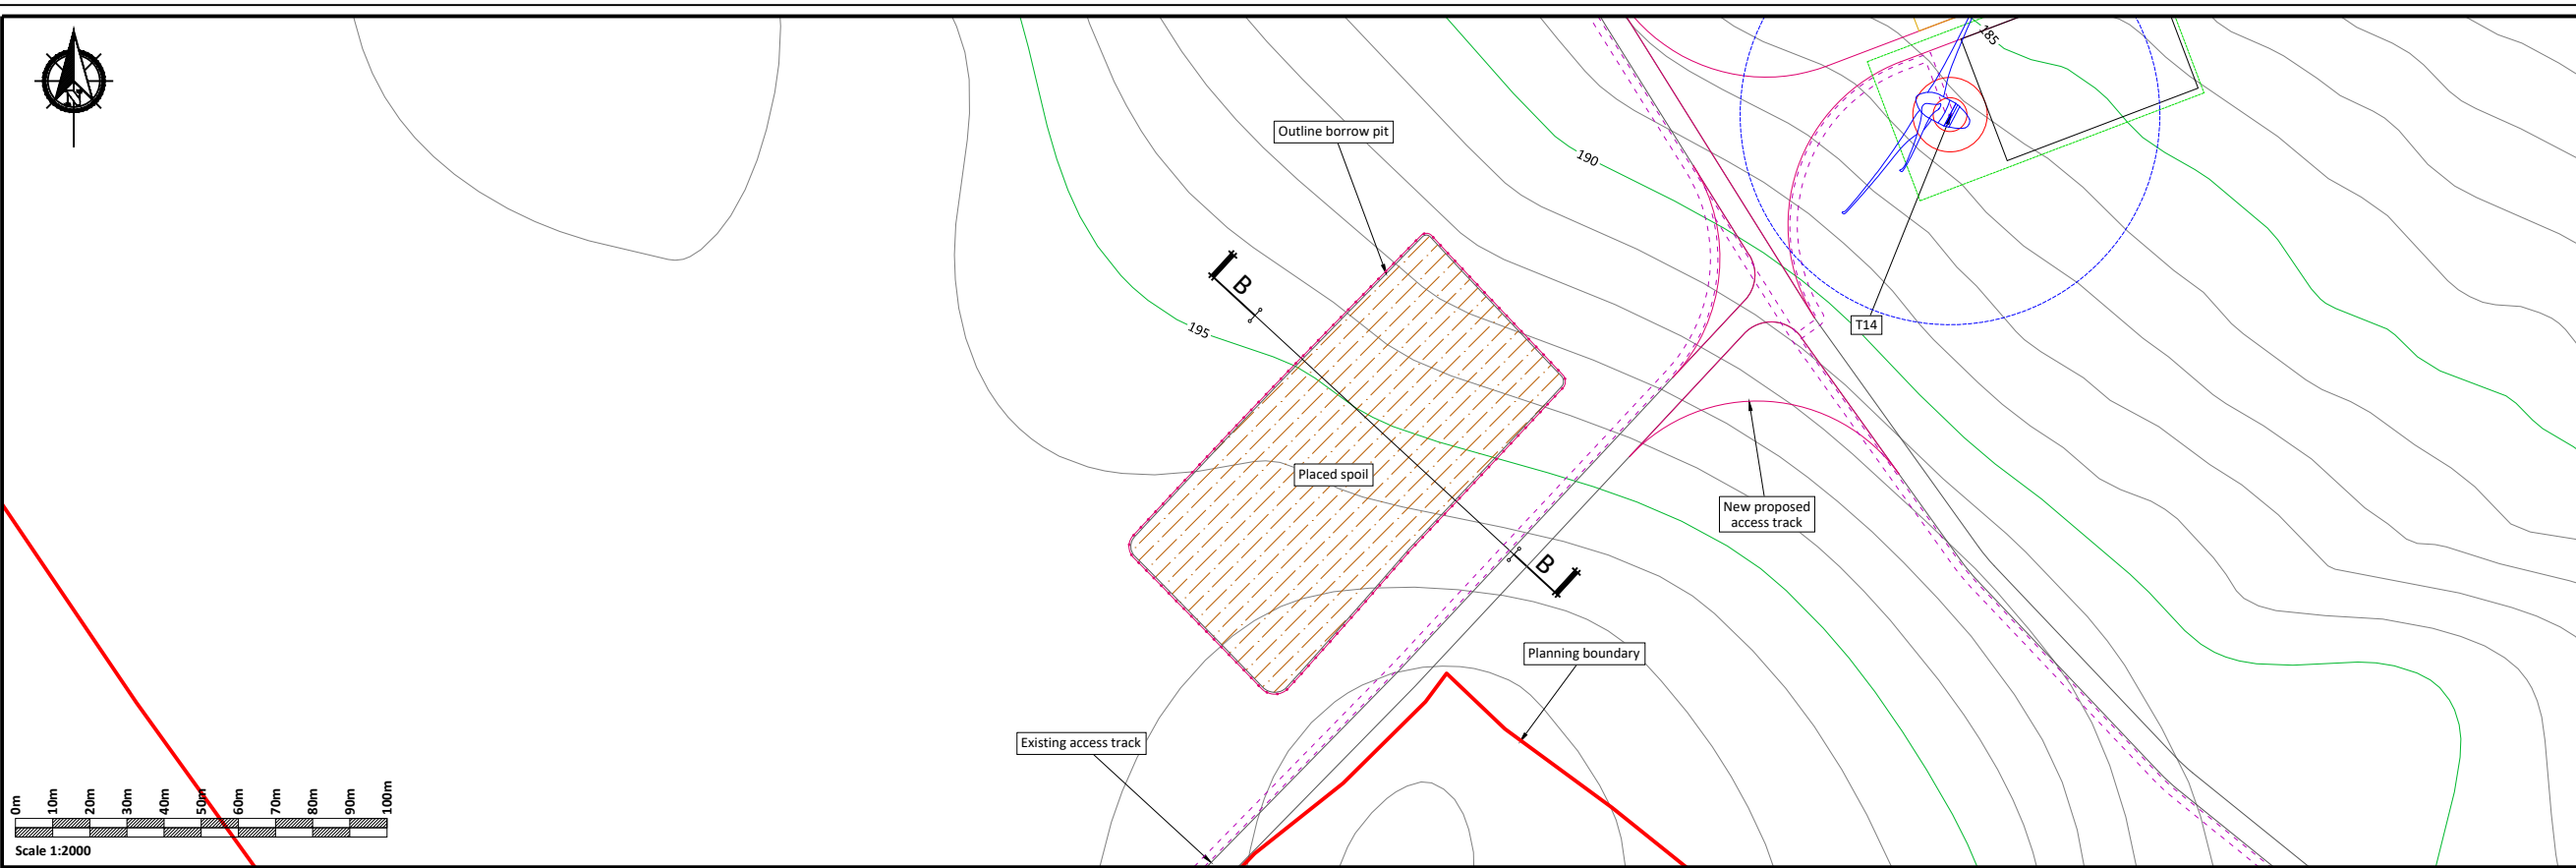 N
185
Outline borrow pit
190
B
T14
195
Placed spoil
New proposed
access track
B
Planning boundary
Existing access track
0m
10m
20m
30m
40m
50m
60m
70m
80m
90m
100m
Scale 1:2000